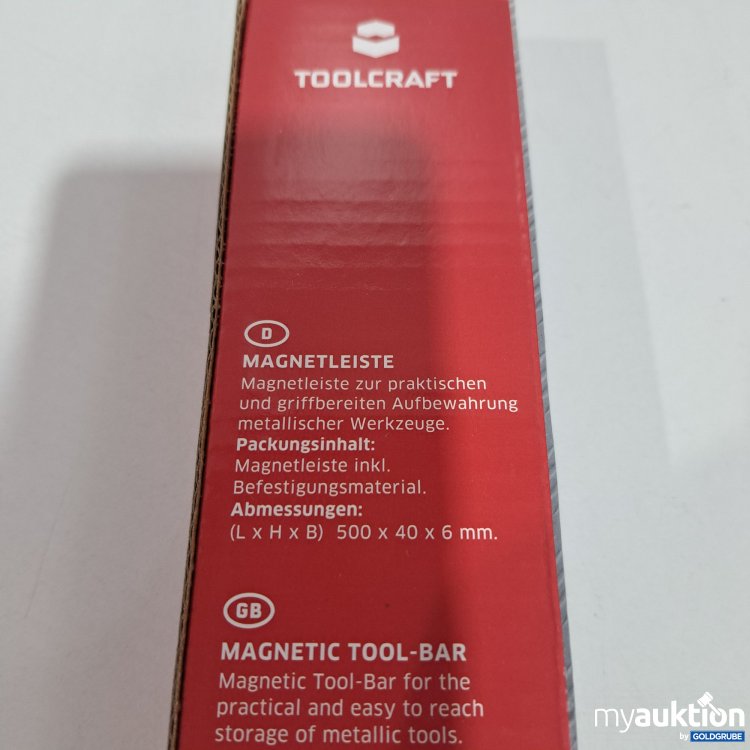 TOOLCRAFT
D
MAGNETLEISTE
Magnetleiste zur praktischen
und griffbereiten Aufbewahrung
metallischer Werkzeuge.
Packungsinhalt:
Magnetleiste inkl.
Befestigungsmaterial.
Abmessungen:
(L x H x B) 500 x 40 x 6 mm.
GB
MAGNETIC TOOL-BAR
Magnetic Tool-Bar for the
practical and easy to reach
storage of metallic tools.
myauktion
by GOLDGRUBE